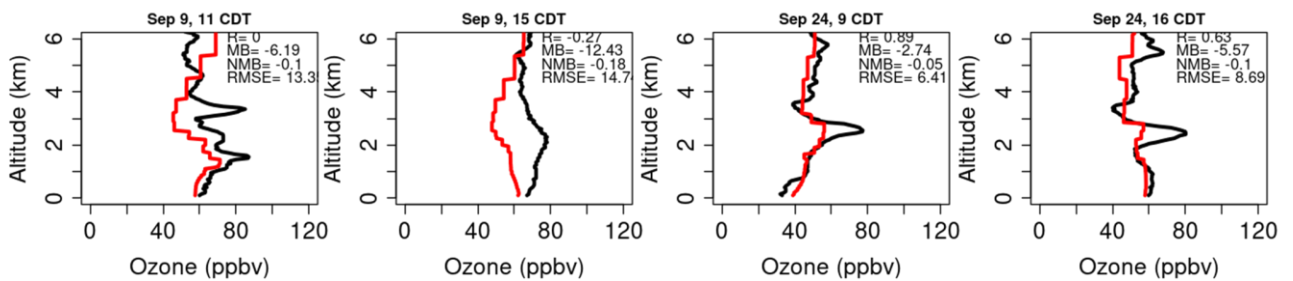 Sep 9, 11 CDT
R= 0
MB= -6.19
NMB= -0.1
RMSE= 13.3
Altitude (km)
0 2 4 6
0 40 80 120
Ozone (ppbv)
Sep 9, 15 CDT
R= -0.27
MB= -12.43
NMB= -0.18
RMSE= 14.7
Altitude (km)
0 2 4 6
0 40 80 120
Ozone (ppbv)
Sep 24, 9 CDT
R= 0.89
MB= -2.74
NMB= -0.05
RMSE= 6.41
Altitude (km)
0 2 4 6
0 40 80 120
Ozone (ppbv)
Sep 24, 16 CDT
R= 0.63
MB= -5.57
NMB= -0.1
RMSE= 8.69
Altitude (km)
0 2 4 6
0 40 80 120
Ozone (ppbv)